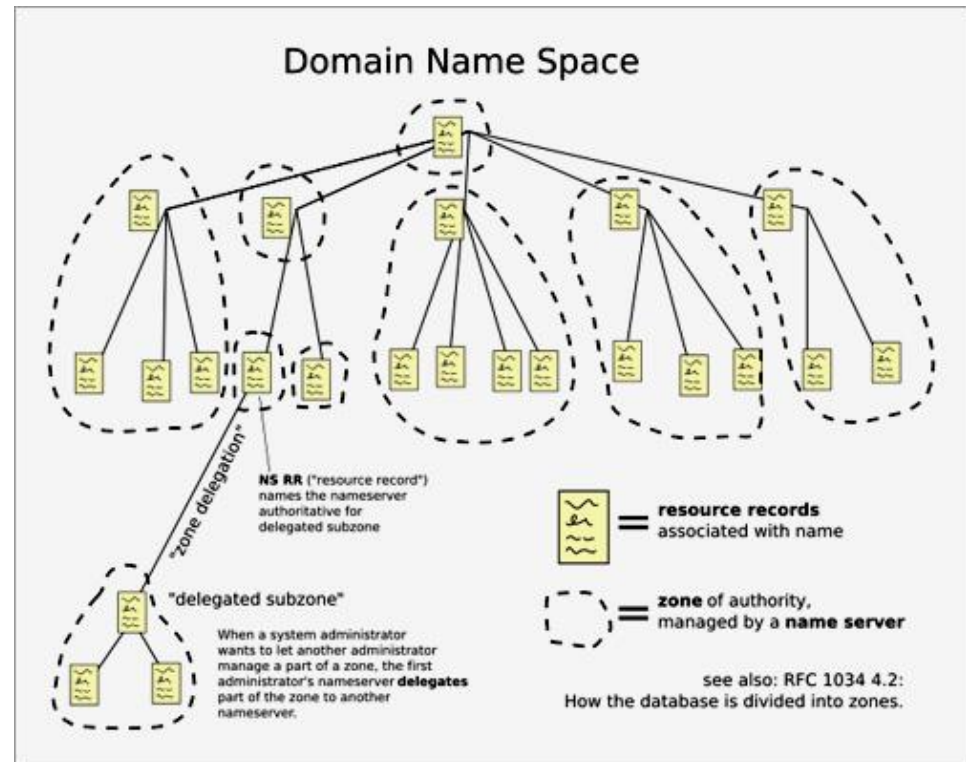 Domain Name Space
"zone delegation"
NS RR ("resource record")
names the nameserver
authoritative for
delegated subzone
"delegated subzone"
When a system administrator
wants to let another administrator
manage a part of a zone, the first
administrator's nameserver delegates
part of the zone to another
nameserver.
= resource records
associated with name
= zone of authority,
managed by a name server
see also: RFC 1034 4.2:
How the database is divided into zones.